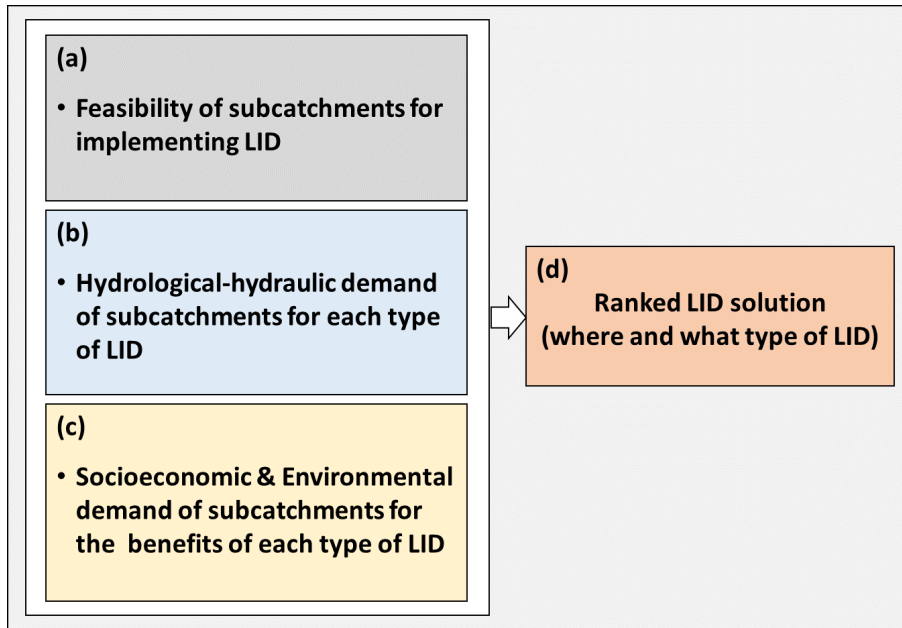 (a)
• Feasibility of subcatchments for
implementing LID
(b)
• Hydrological-hydraulic demand
of subcatchments for each type
of LID
(c)
• Socioeconomic & Environmental
demand of subcatchments for
the benefits of each type of LID
(d)
Ranked LID solution
(where and what type of LID)